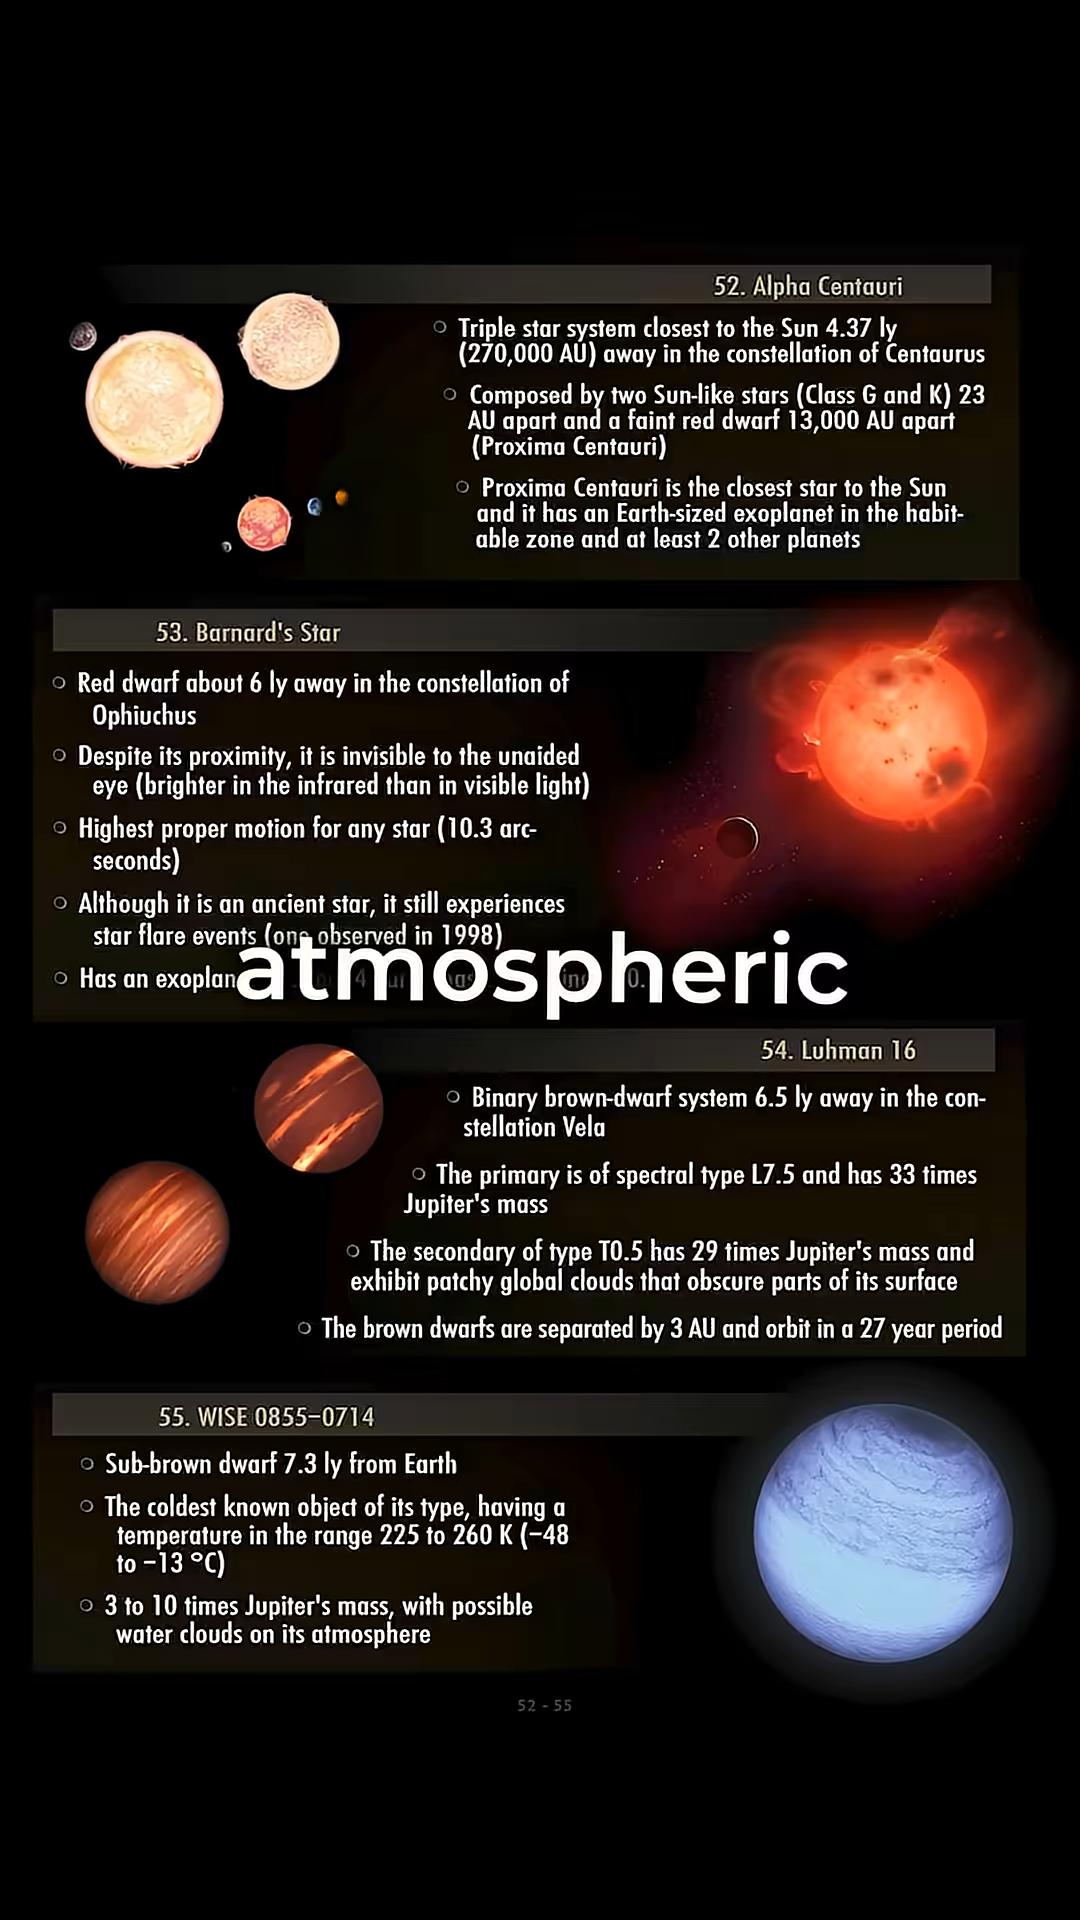 52. Alpha Centauri
Triple star system closest to the Sun 4.37 ly
(270,000 AU) away in the constellation of Centaurus
Composed by two Sun-like stars (Class G and K) 23
AU apart and a faint red dwarf 13,000 AU apart
(Proxima Centauri)
Proxima Centauri is the closest star to the Sun
and it has an Earth-sized exoplanet in the habit-
able zone and at least 2 other planets
53. Barnard's Star
Red dwarf about 6 ly away in the constellation of
Ophiuchus
Despite its proximity, it is invisible to the unaided
eye (brighter in the infrared than in visible light)
Highest proper motion for any star (10.3 arc-
seconds)
Although it is an ancient star, it still experiences
star flare events (one observed in 1998)
Has an
atmospheric
54. Luhman 16
Binary brown-dwarf system 6.5 ly away in the con-
stellation Vela
The primary is of spectral type L7.5 and has 33 times
Jupiter's mass
The secondary of type T0.5 has 29 times Jupiter's mass and
exhibit patchy global clouds that obscure parts of its surface
The brown dwarfs are separated by 3 AU and orbit in a 27 year period
55. WISE 0855–0714
Sub-brown dwarf 7.3 ly from Earth
The coldest known object of its type, having a
temperature in the range 225 to 260 K (–48
to –13 ºC)
3 to 10 times Jupiter's mass, with possible
water clouds on its atmosphere
52 - 55